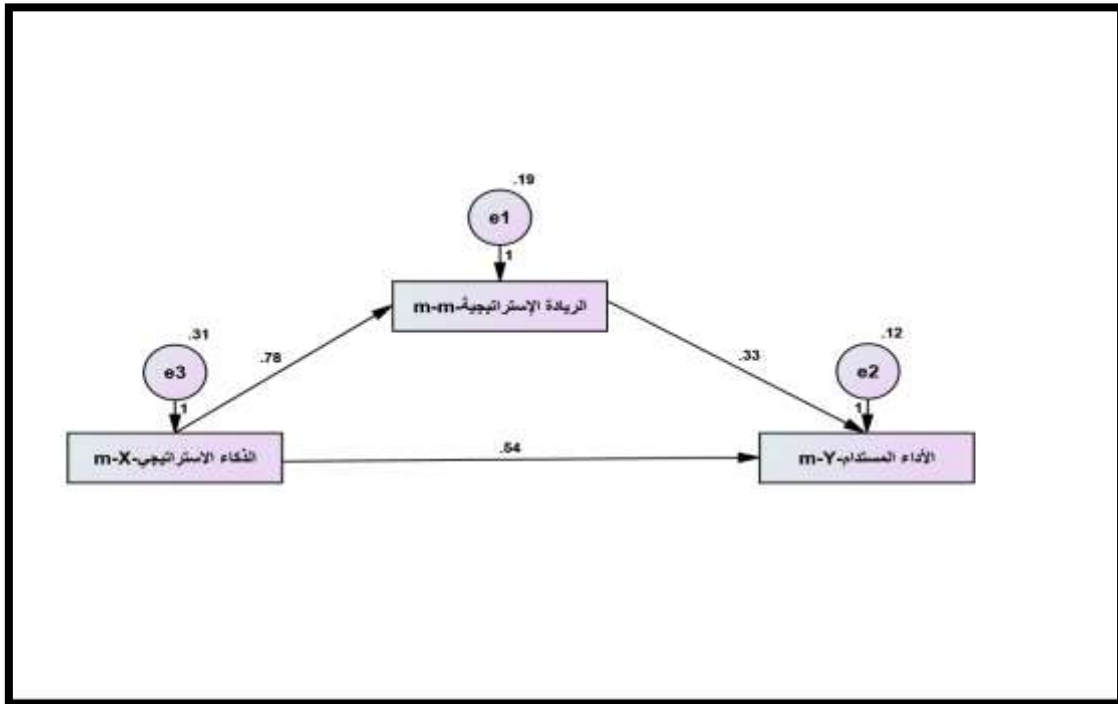 .19
e1
1
m-m-الريادة الإستراتيجية
.31
e3
1
.78
.33
.12
e2
1
m-X-الذكاء الاستراتيجي
.54
m-Y-الأداء المستدام